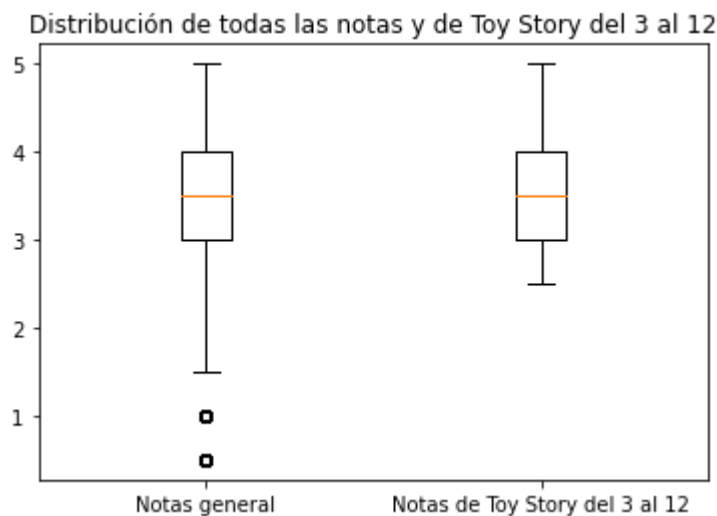 Distribución de todas las notas y de Toy Story del 3 al 12
5
4
3
2
1
Notas general
Notas de Toy Story del 3 al 12